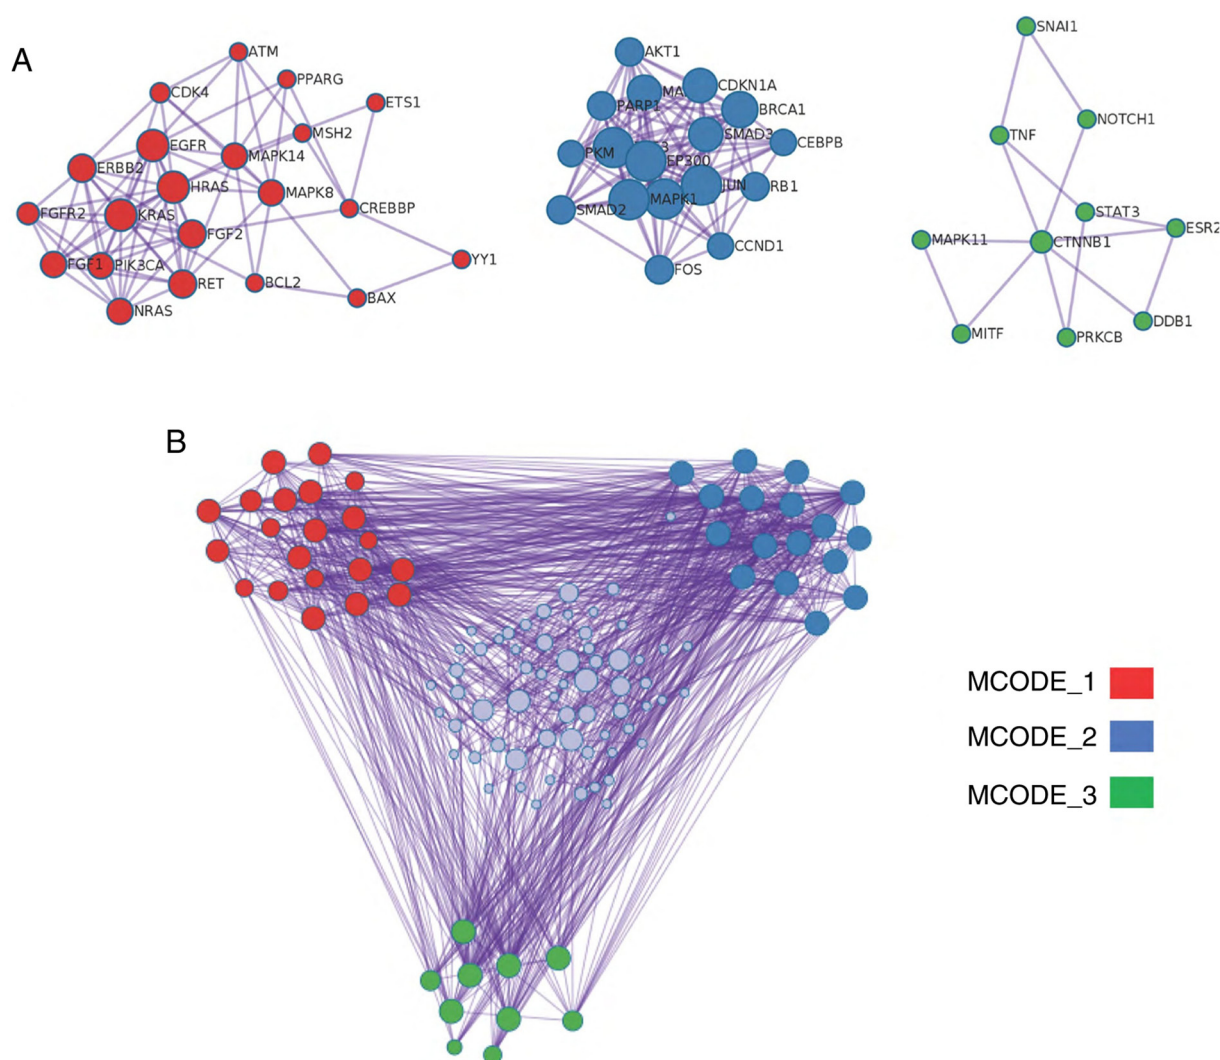 A
ATM
PPARG
CDK4
ETS1
MSH2
EGFR
MAPK14
ERBB2
HRAS
MAPK8
FGFR2
KRAS
CREBBP
FGF2
FGF1
PIK3CA
YY1
RET
BCL2
BAX
NRAS
AKT1
CDKN1A
PARP1
BRCA1
SMAD3
CEBPB
PKM
EP300
JUN
RB1
SMAD2
MAPK1
CCND1
FOS
SNAI1
NOTCH1
TNF
STAT3
ESR2
MAPK11
CTNNB1
DDB1
MITF
PRKCB
B
MCODE_1
MCODE_2
MCODE_3